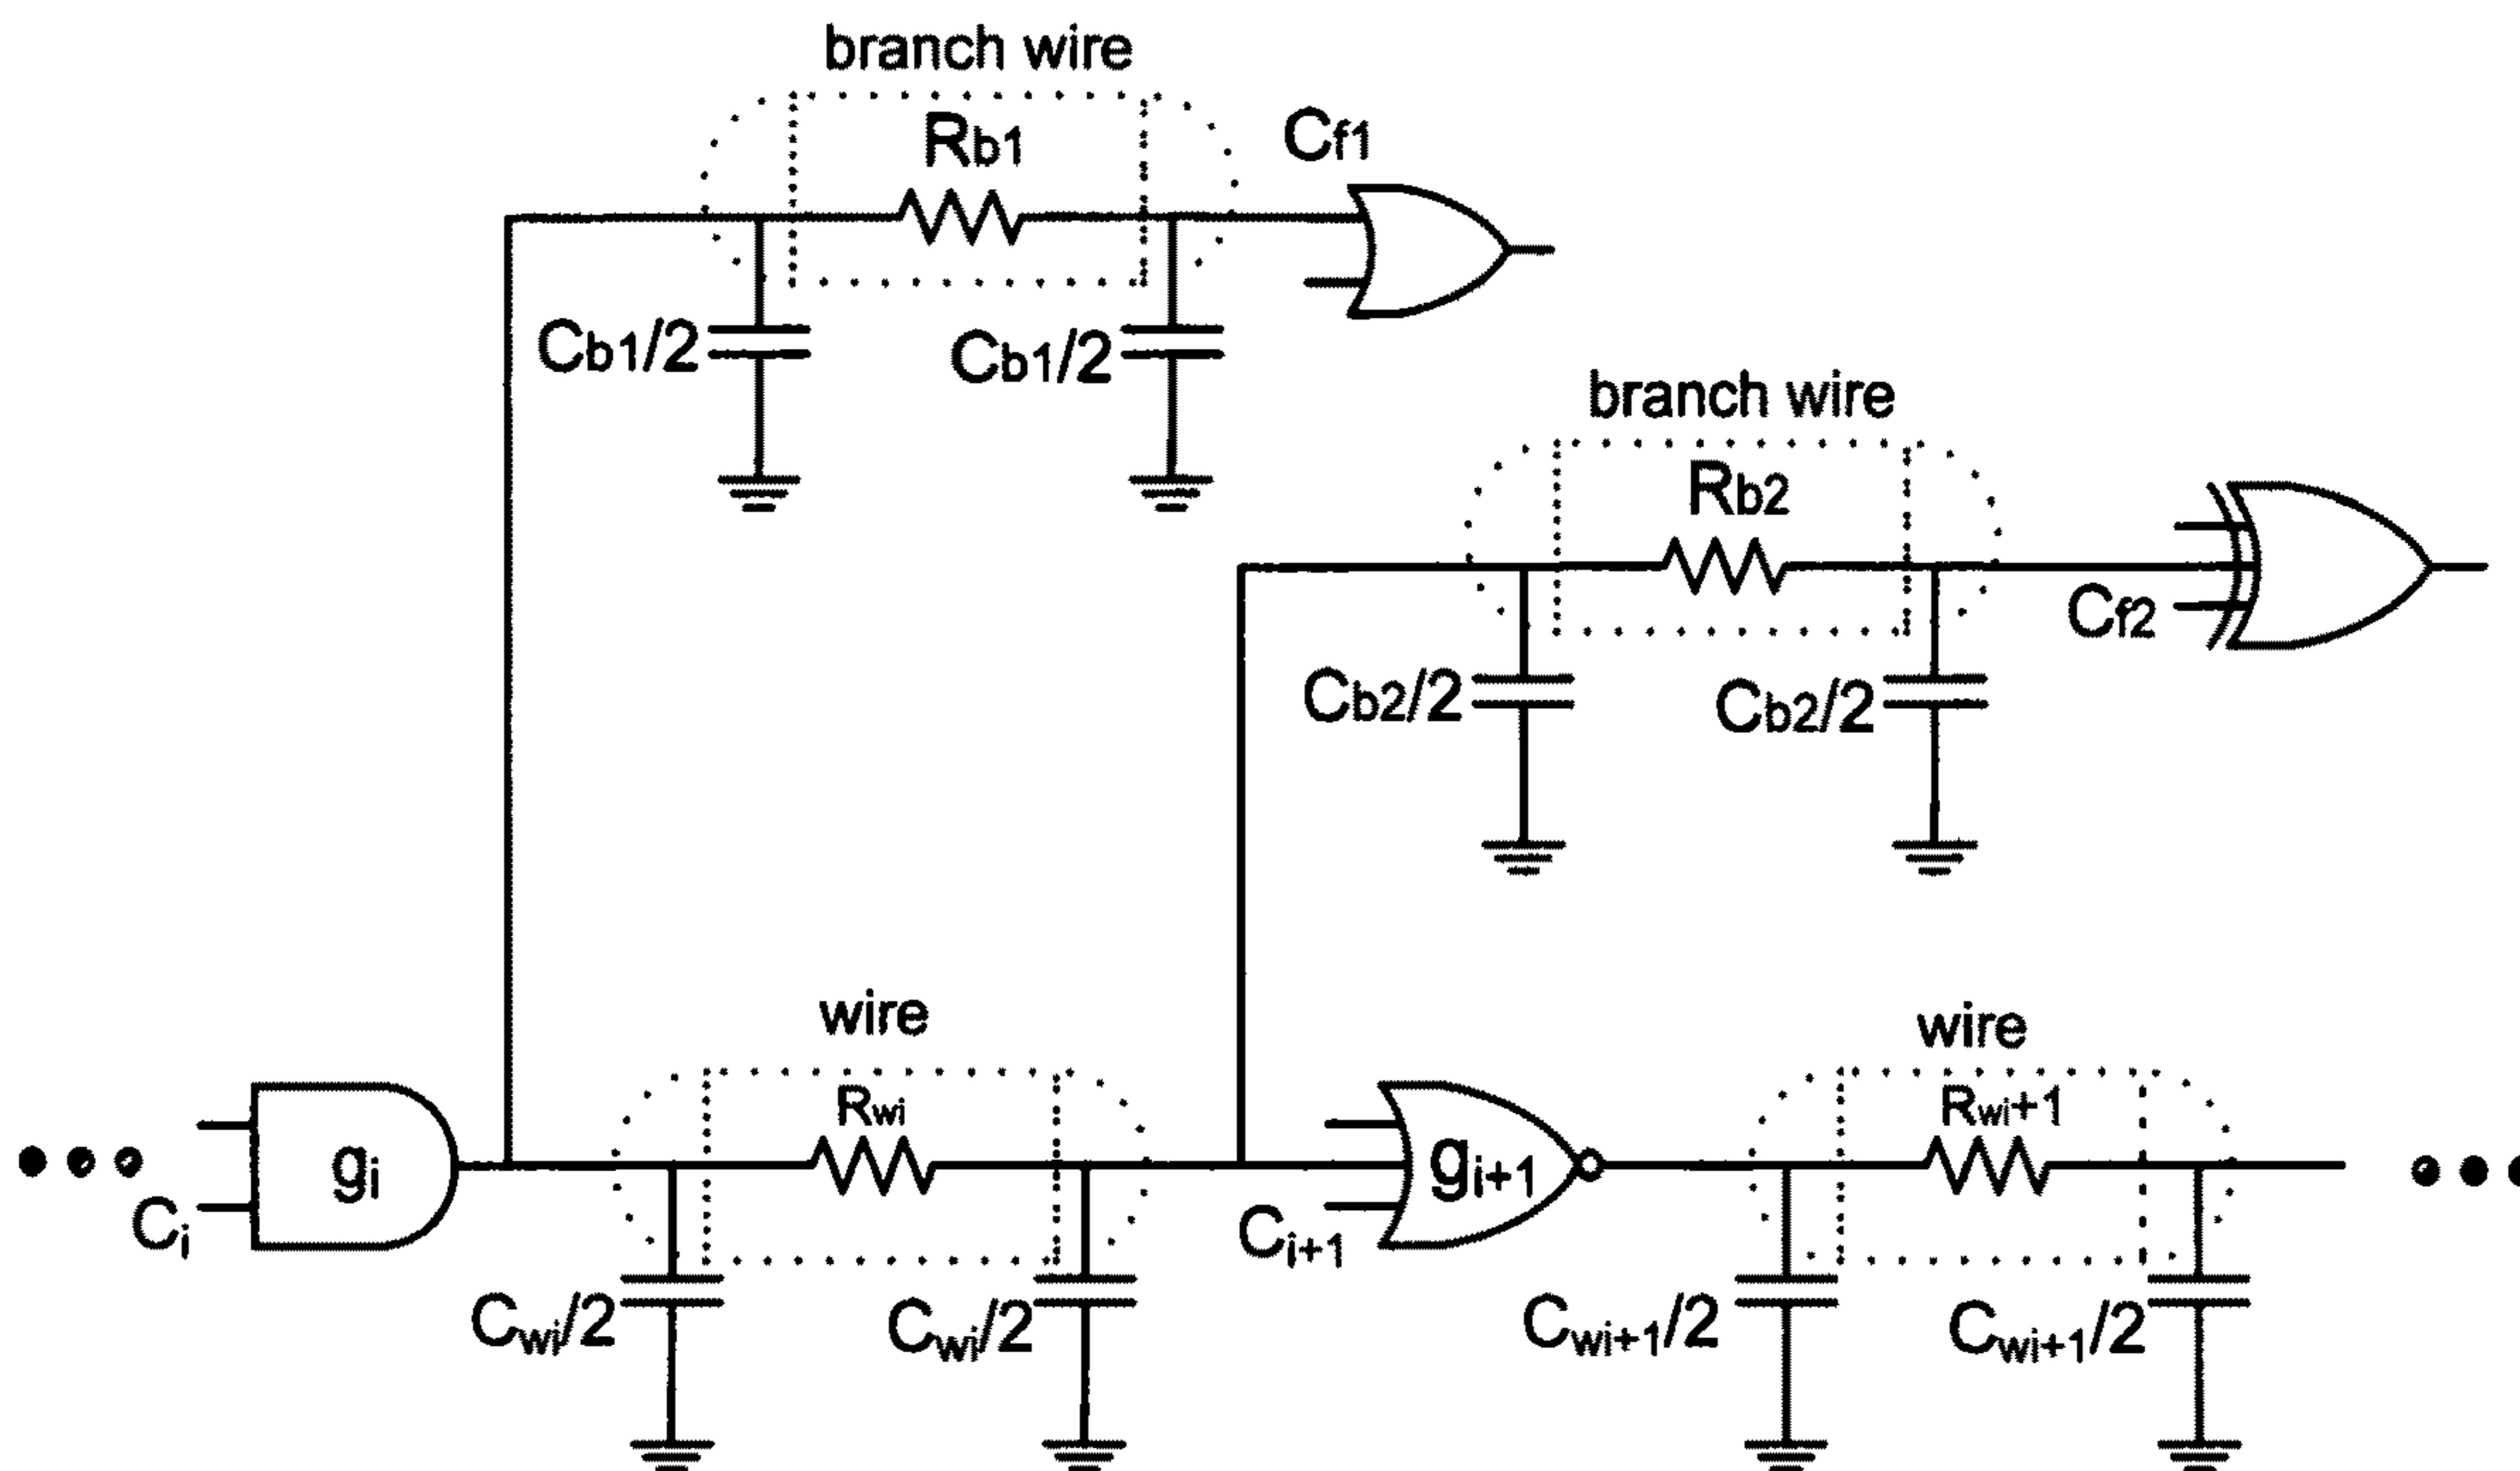 branch wire
Rb1
Cf1
Cb1/2
Cb1/2
branch wire
Rb2
Cf2
Cb2/2
Cb2/2
wire
wire
Rwi
Rwi+1
gi
gi+1
Ci
Ci+1
Cwi/2
Cwi/2
Cwi+1/2
Cwi+1/2